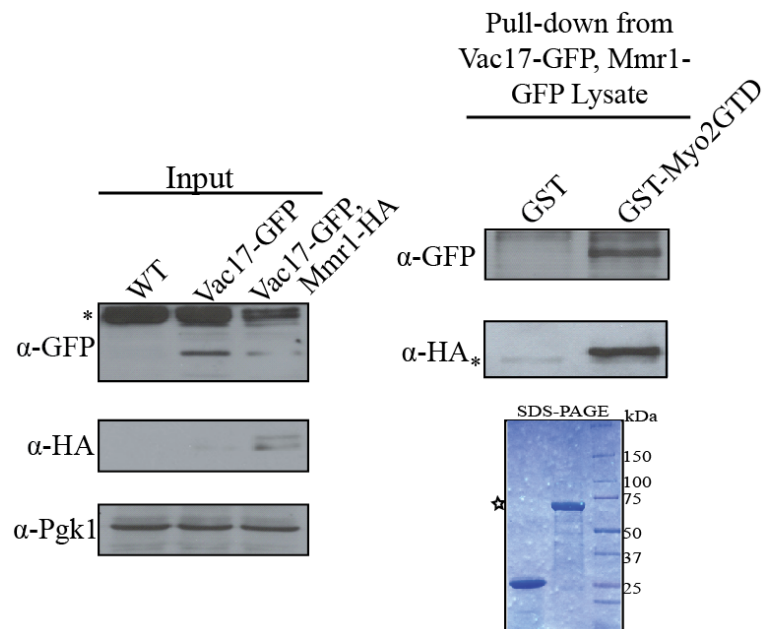 Input
WT
Vac17-GFP
Vac17-GFP,
Mmr1-HA
*
α-GFP
α-HA
α-Pgk1
Pull-down from
Vac17-GFP, Mmr1-
GFP Lysate
GST
GST-Myo2GTD
α-GFP
α-HA*
SDS-PAGE
kDa
150
100
75
50
37
25